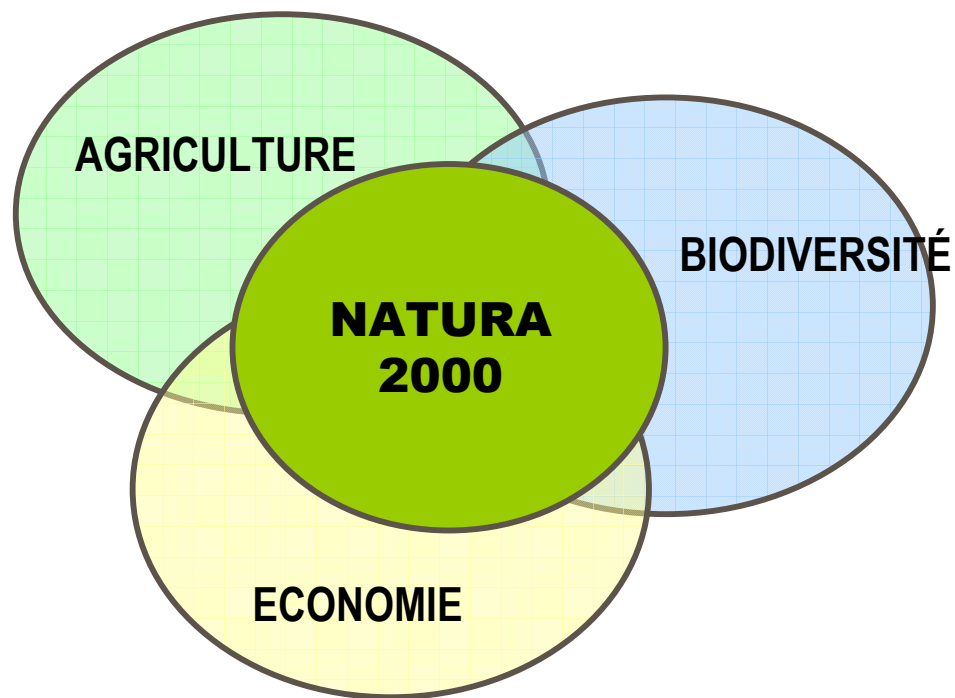 AGRICULTURE
BIODIVERSITÉ
NATURA
2000
ECONOMIE